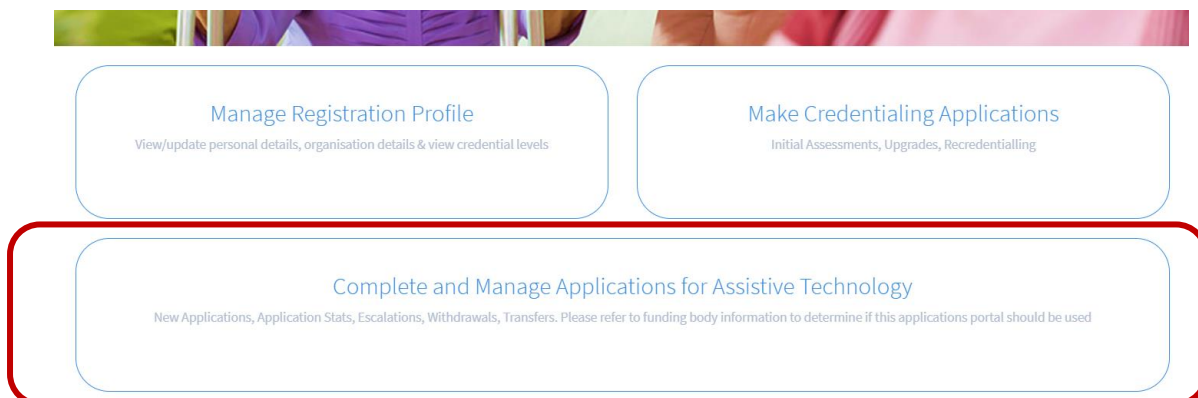 Manage Registration Profile
View/update personal details, organisation details & view credential levels
Make Credentialing Applications
Initial Assessments, Upgrades, Recredentialling
Complete and Manage Applications for Assistive Technology
New Applications, Application Stats, Escalations, Withdrawals, Transfers. Please refer to funding body information to determine if this applications portal should be used